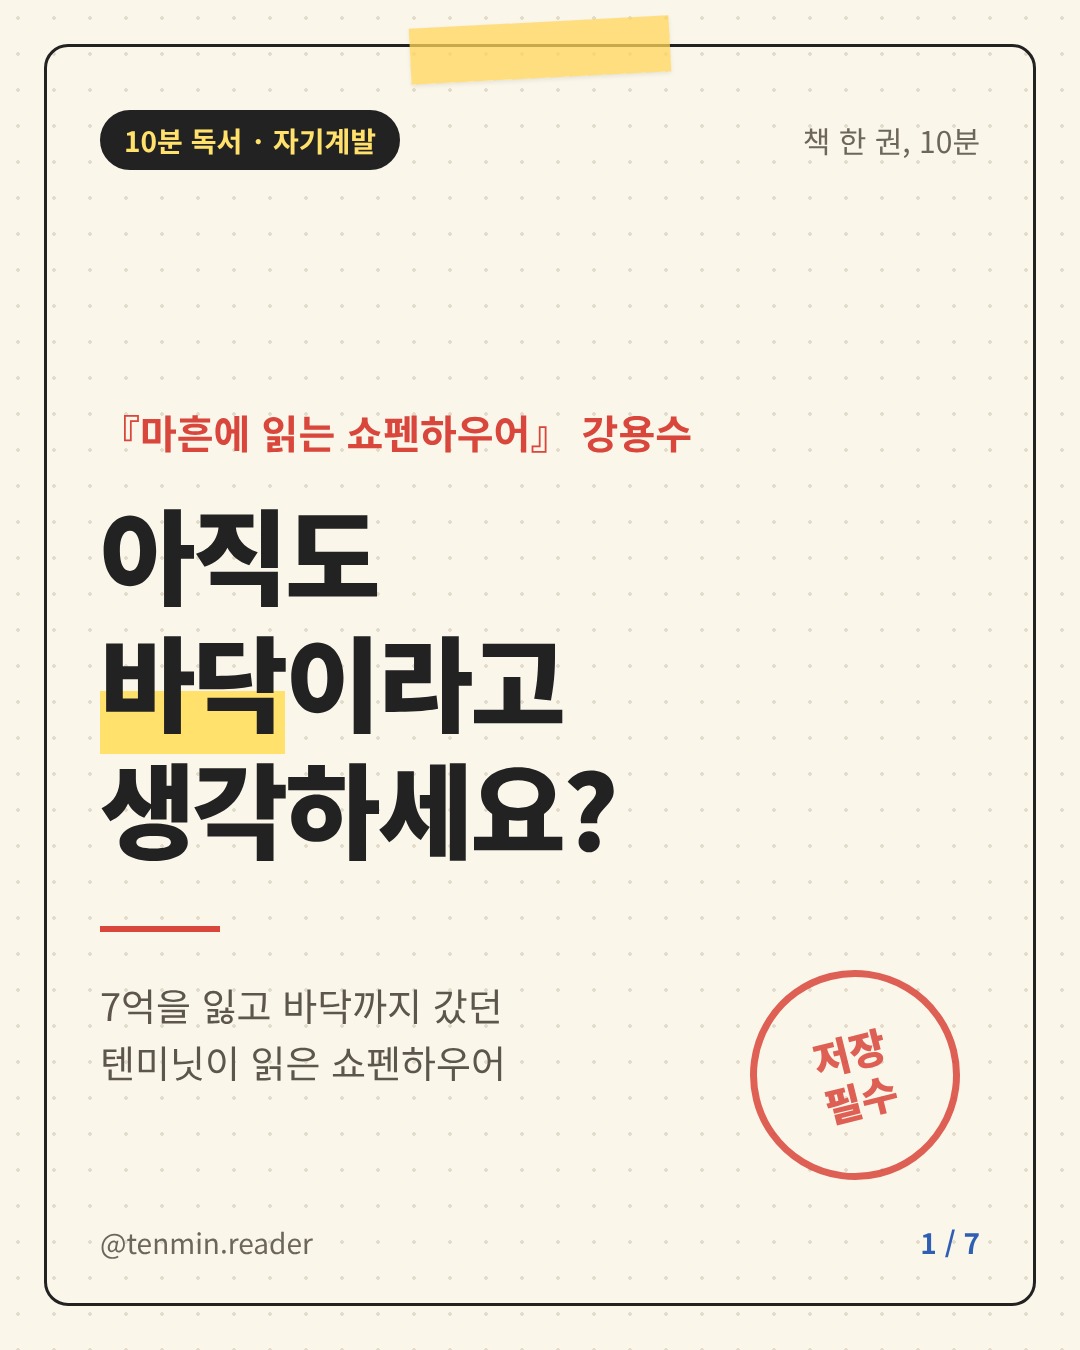 10분 독서 · 자기계발
책 한 권, 10분
『마흔에 읽는 쇼펜하우어』 강용수
아직도
바닥이라고
생각하세요?
7억을 잃고 바닥까지 갔던
텐미닛이 읽은 쇼펜하우어
저장
필수
@tenmin.reader
1 / 7